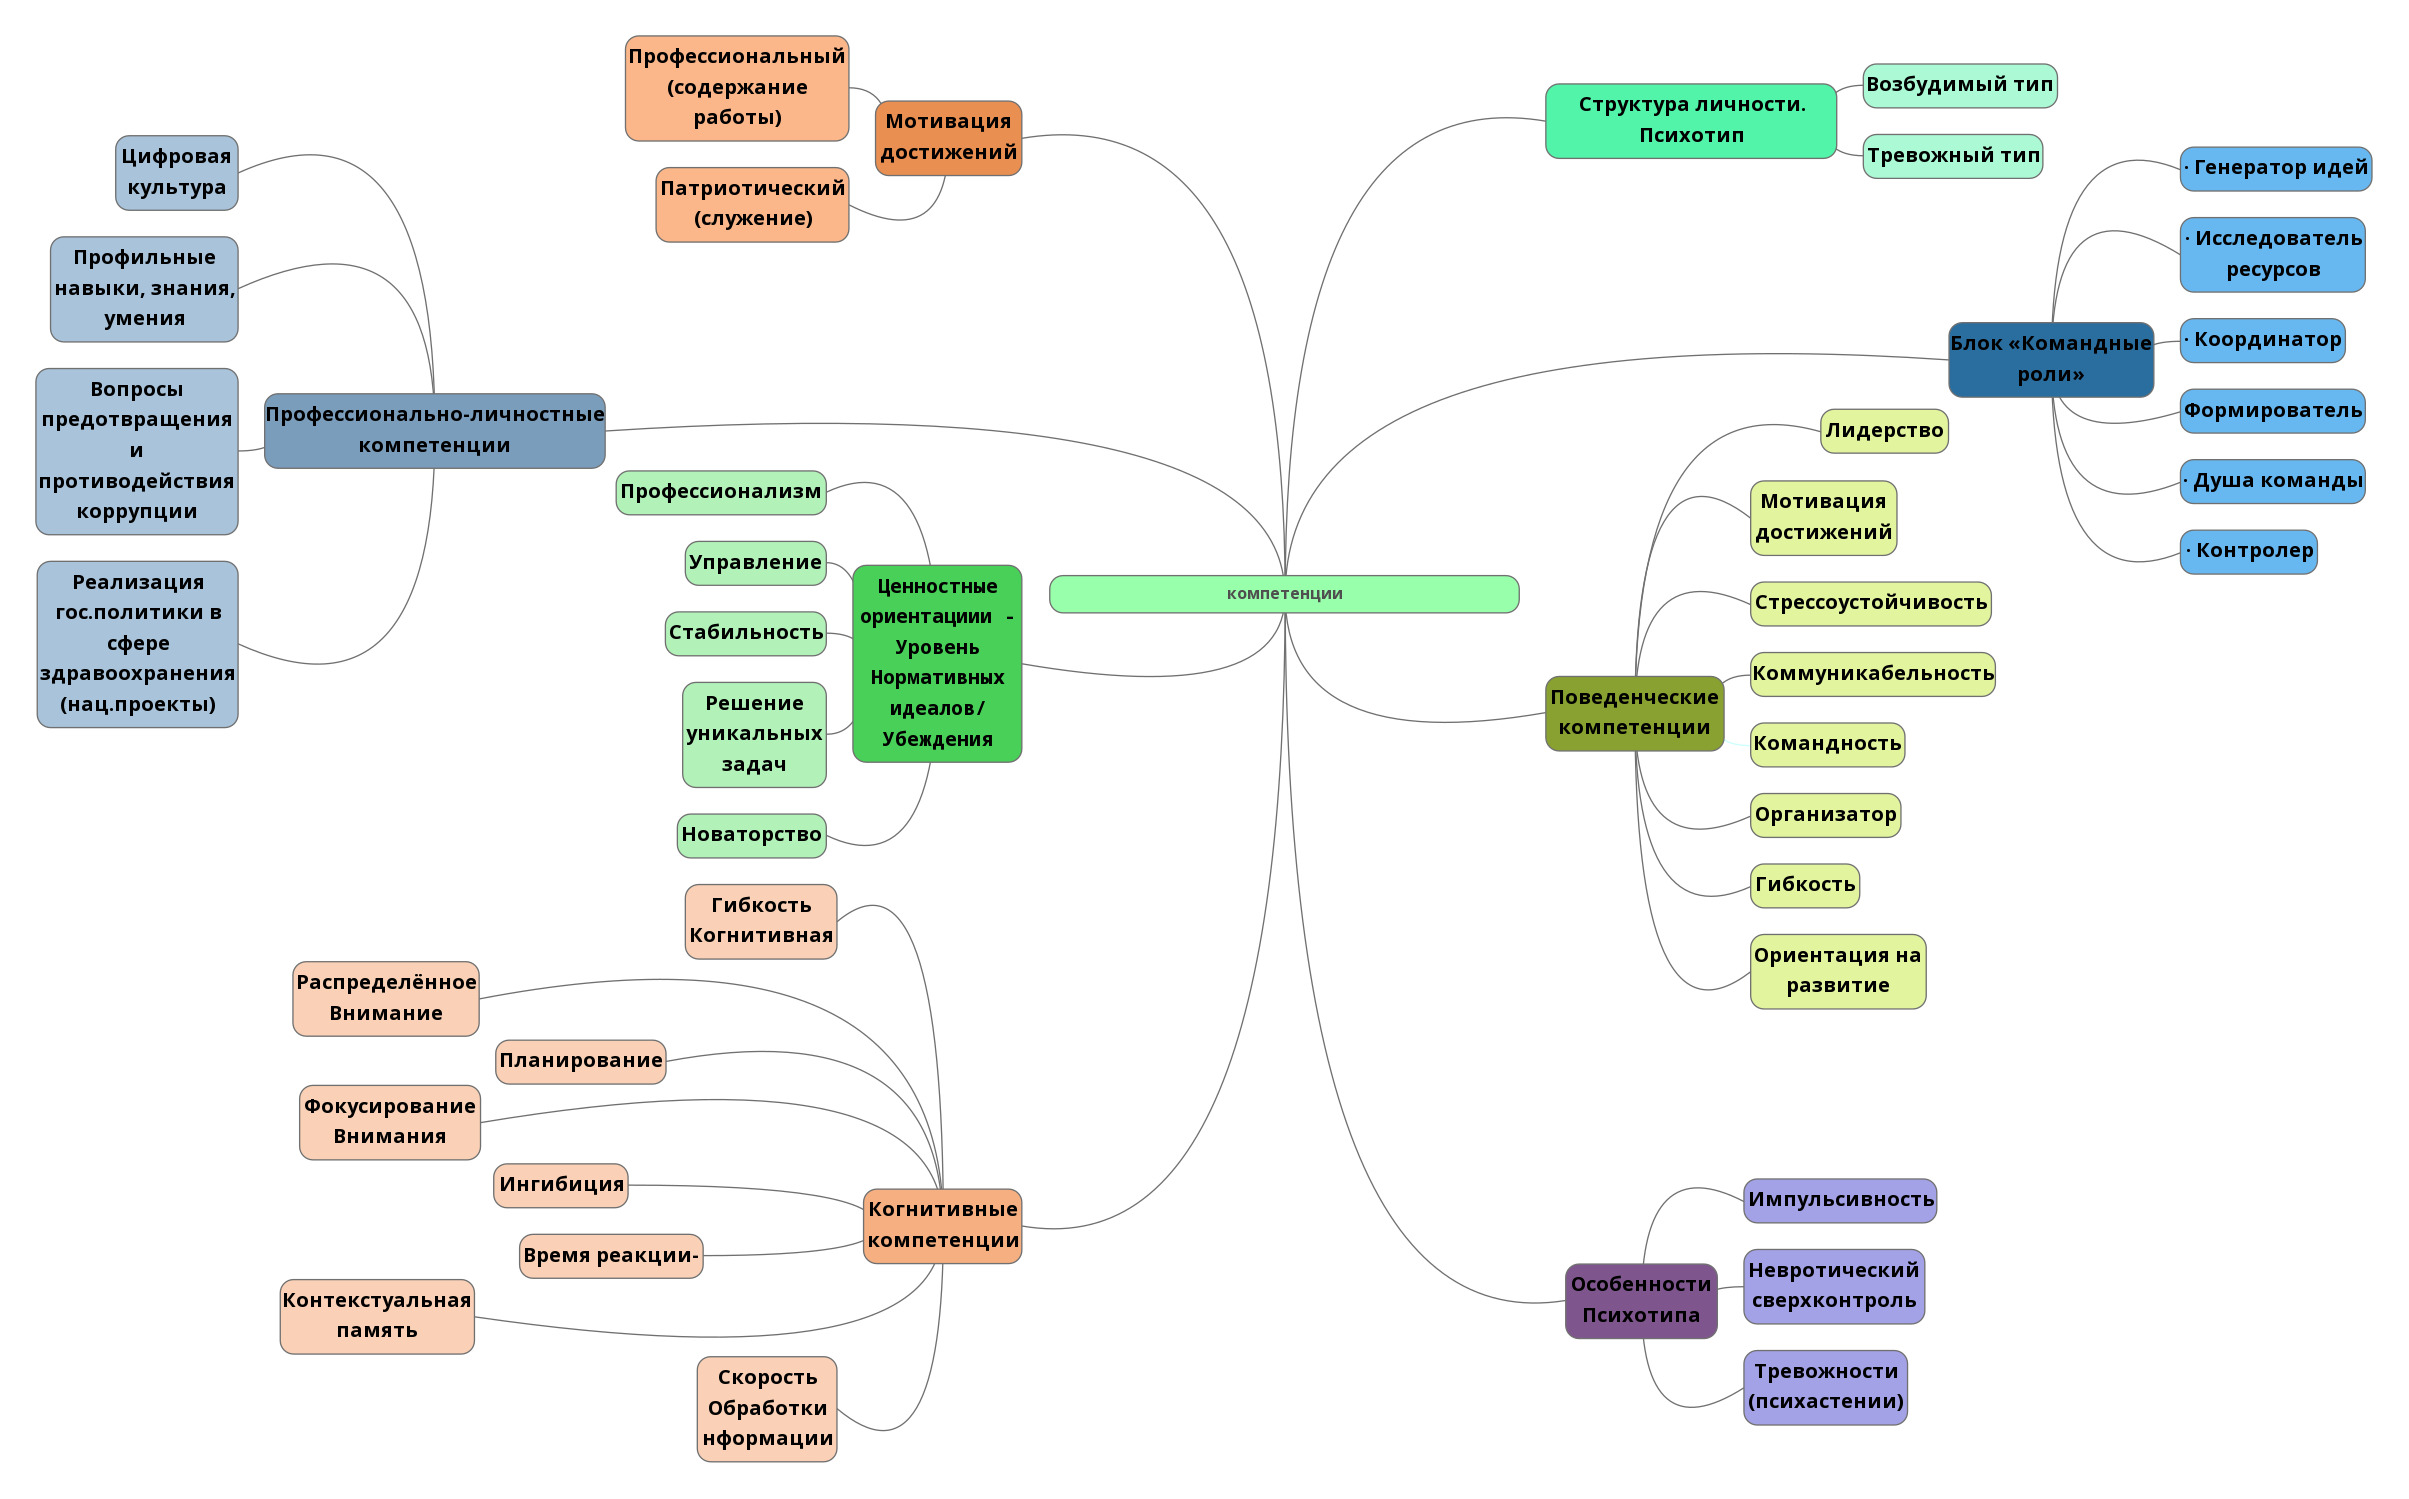 Профессиональный
(содержание
работы)
Мотивация
достижений
Патриотический
(служение)
Цифровая
культура
Профильные
навыки, знания,
умения
Вопросы
предотвращения
и
противодействия
коррупции
Реализация
гос.политики в
сфере
здравоохранения
(нац.проекты)
Профессионально-личностные
компетенции
Профессионализм
Управление
Стабильность
Решение
уникальных
задач
Новаторство
Ценностные
ориентациии -
Уровень
Нормативных
идеалов/
Убеждения
Гибкость
Когнитивная
Распределённое
Внимание
Планирование
Фокусирование
Внимания
Ингибиция
Время реакции-
Контекстуальная
память
Скорость
Обработки
нформации
Когнитивные
компетенции
компетенции
Структура личности.
Психотип
Возбудимый тип
Тревожный тип
Блок «Командные
роли»
· Генератор идей
· Исследователь
ресурсов
· Координатор
Формирователь
· Душа команды
· Контролер
Поведенческие
компетенции
Лидерство
Мотивация
достижений
Стрессоустойчивость
Коммуникабельность
Командность
Организатор
Гибкость
Ориентация на
развитие
Особенности
Психотипа
Импульсивность
Невротический
сверхконтроль
Тревожности
(психастении)